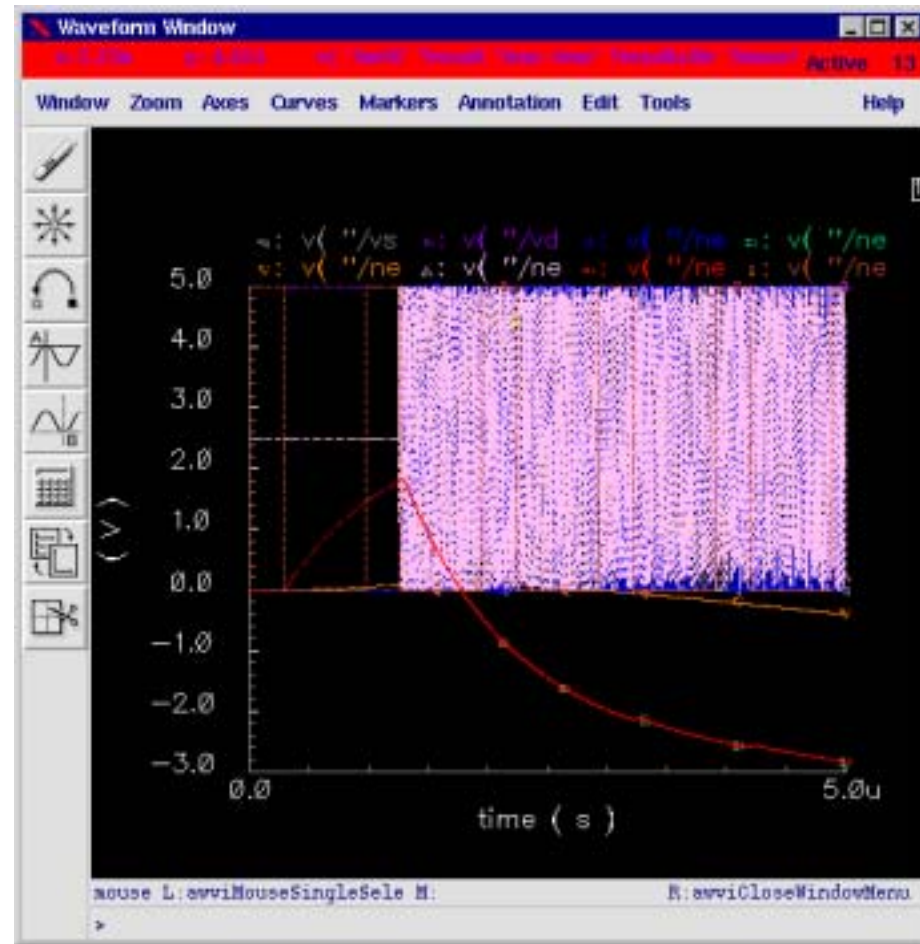 Waveform Window
Active 13
Window Zoom Axes Curves Markers Annotation Edit Tools Help
A
B
: v( "/vs : v( "/vd : v( "/ne : v( "/ne
: v( "/ne : v( "/ne : v( "/ne : v( "/ne
5.0
4.0
3.0
2.0
1.0
0.0
-1.0
-2.0
-3.0
(V)
0.0 5.0u
time ( s )
mouse L:awviMouseSingleSele M: R:awviCloseWindowMenu
>